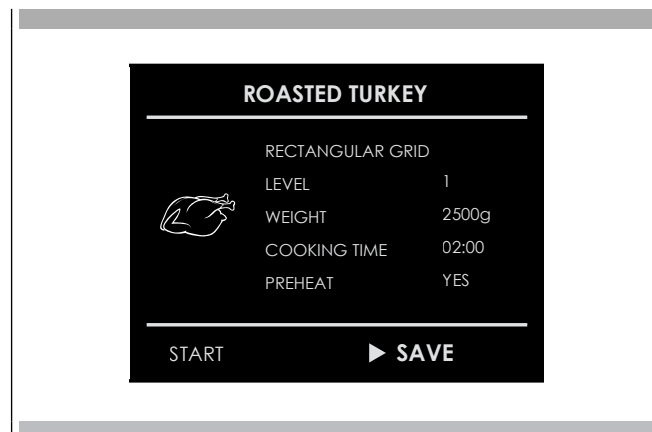 ROASTED TURKEY
RECTANGULAR GRID
LEVEL 1
WEIGHT 2500g
COOKING TIME 02:00
PREHEAT YES
START ▶ SAVE